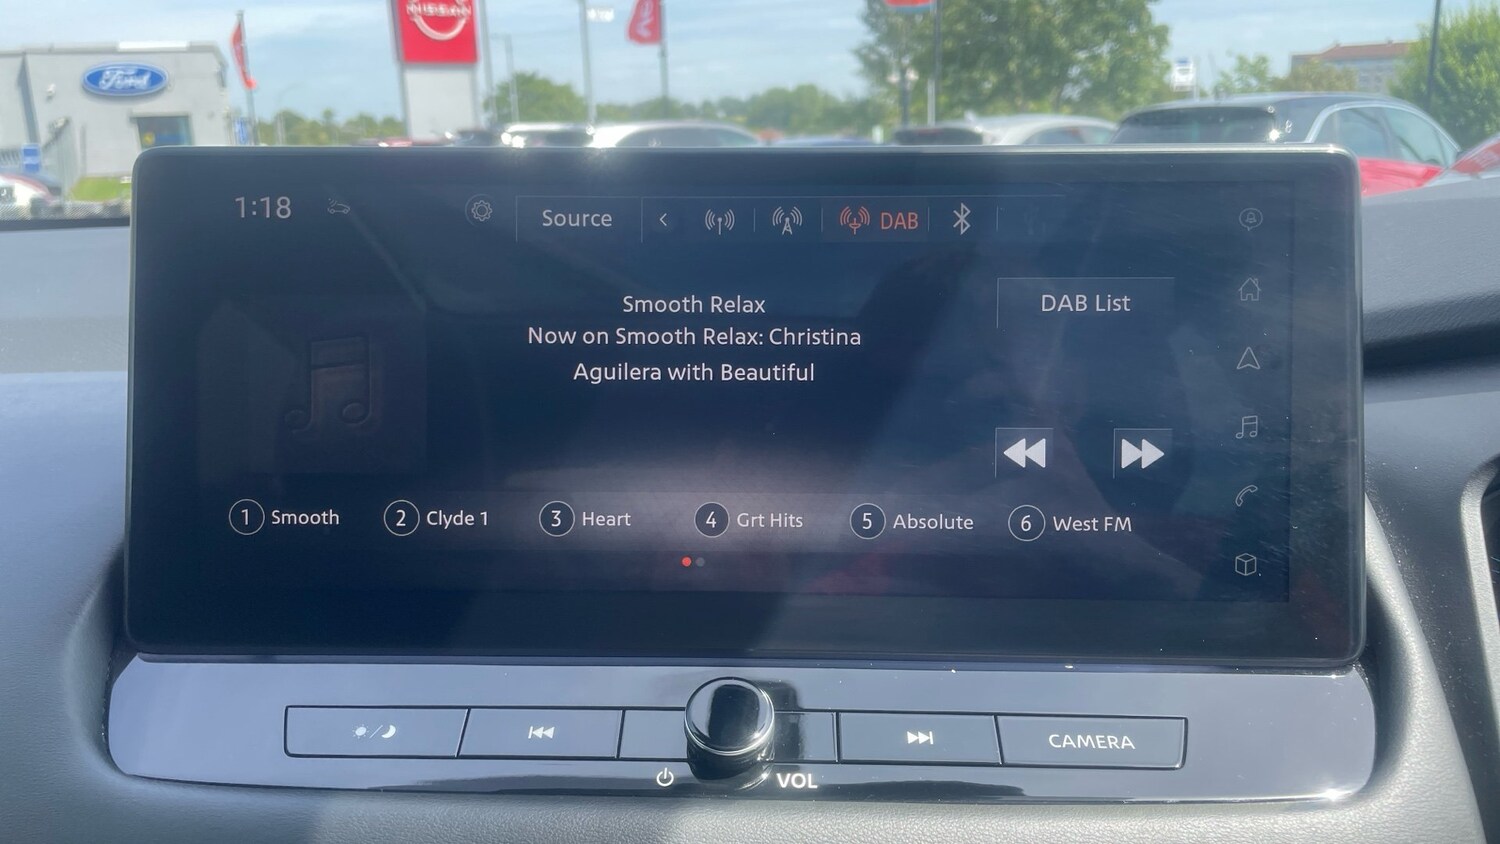 NISSAN
Ford
1:18
Source
DAB
Smooth Relax
DAB List
Now on Smooth Relax: Christina
Aguilera with Beautiful
1 Smooth
2 Clyde 1
3 Heart
4 Grt Hits
5 Absolute
6 West FM
CAMERA
VOL